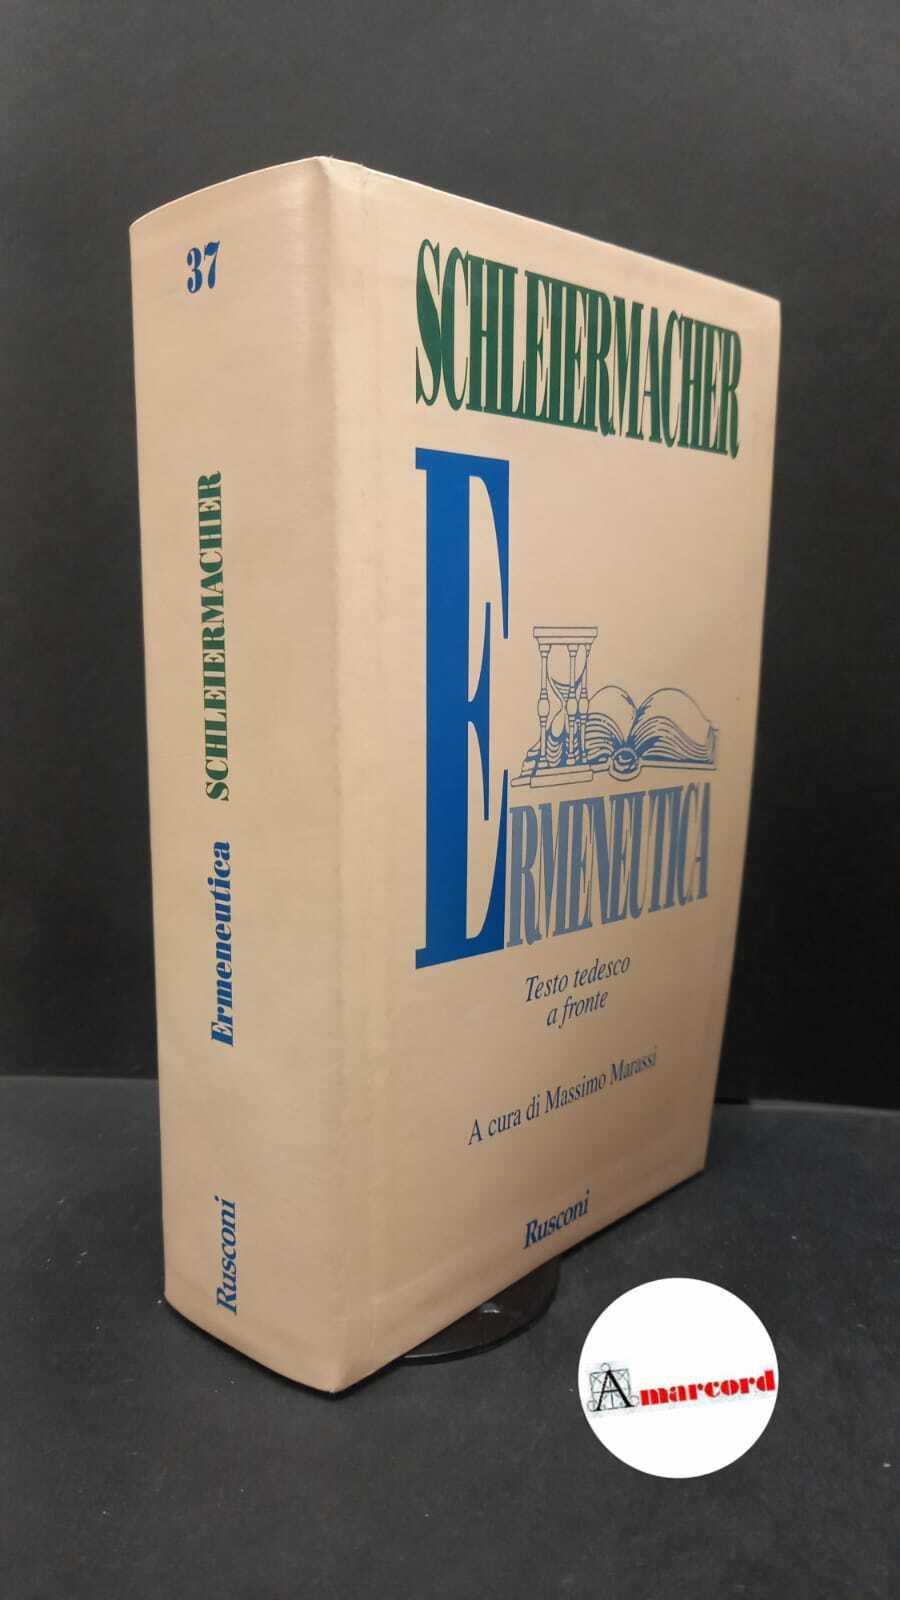 37
SCHLEIERMACHER
Ermeneutica
Rusconi
SCHLEIERMACHER
ERMENEUTICA
Testo tedesco
a fronte
A cura di Massimo Marassi
Rusconi
Amarcord